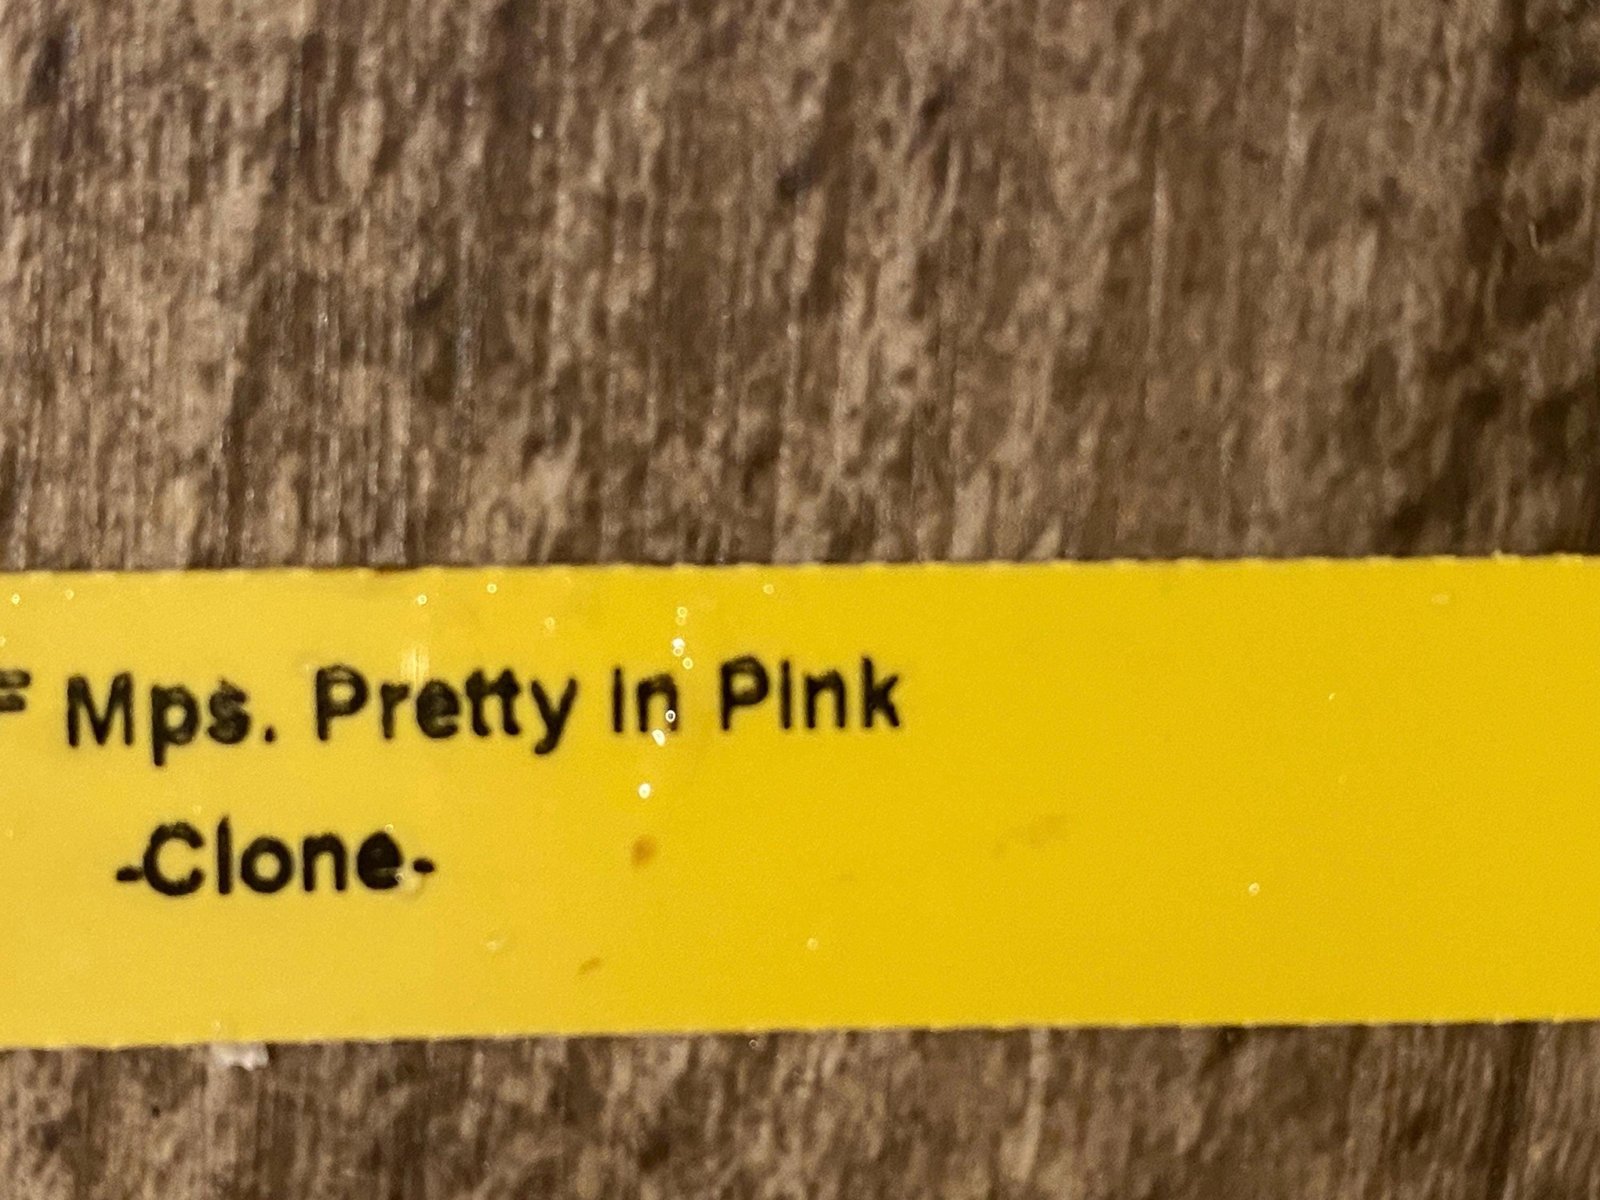 Mps. Pretty in Pink
-Clone-